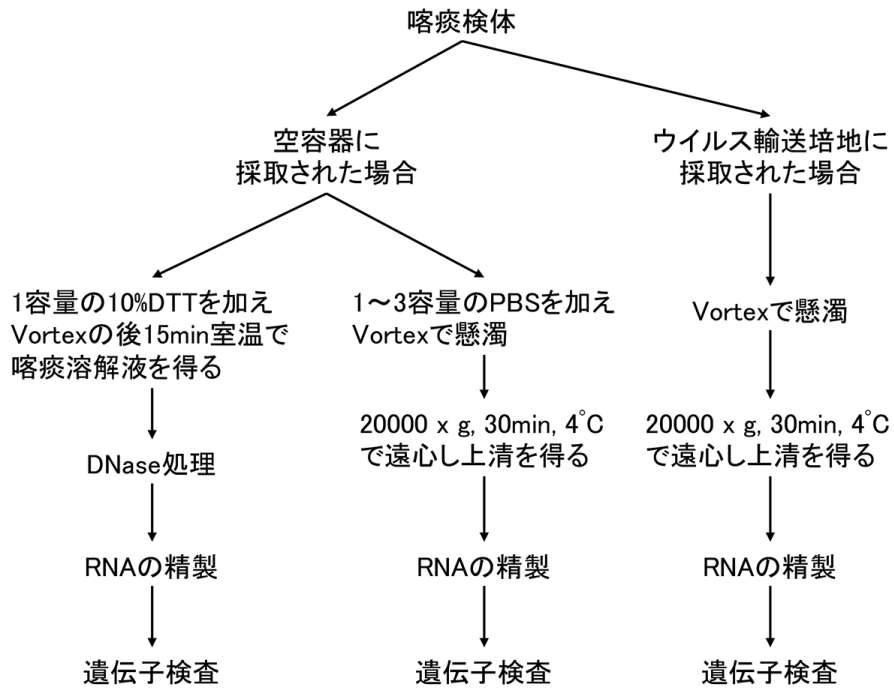 喀痰検体
空容器に
採取された場合
ウイルス輸送培地に
採取された場合
1容量の10%DTTを加え
Vortexの後15min室温で
喀痰溶解液を得る
DNase処理
RNAの精製
遺伝子検査
1～3容量のPBSを加え
Vortexで懸濁
20000 x g, 30min, 4°C
で遠心し上清を得る
RNAの精製
遺伝子検査
Vortexで懸濁
20000 x g, 30min, 4°C
で遠心し上清を得る
RNAの精製
遺伝子検査